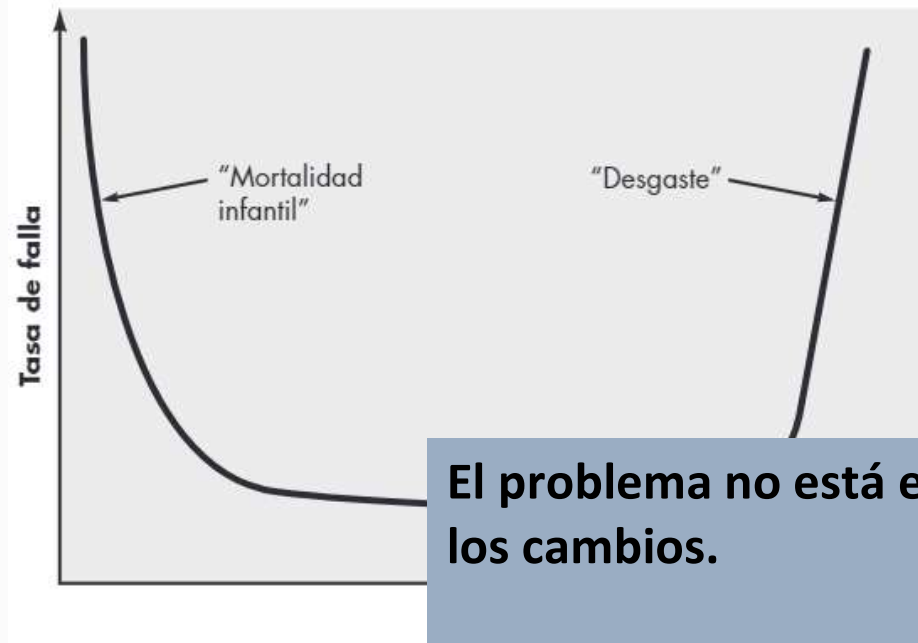 "Mortalidad
infantil"
"Desgaste"
Tasa de falla
El problema no está
los cambios.